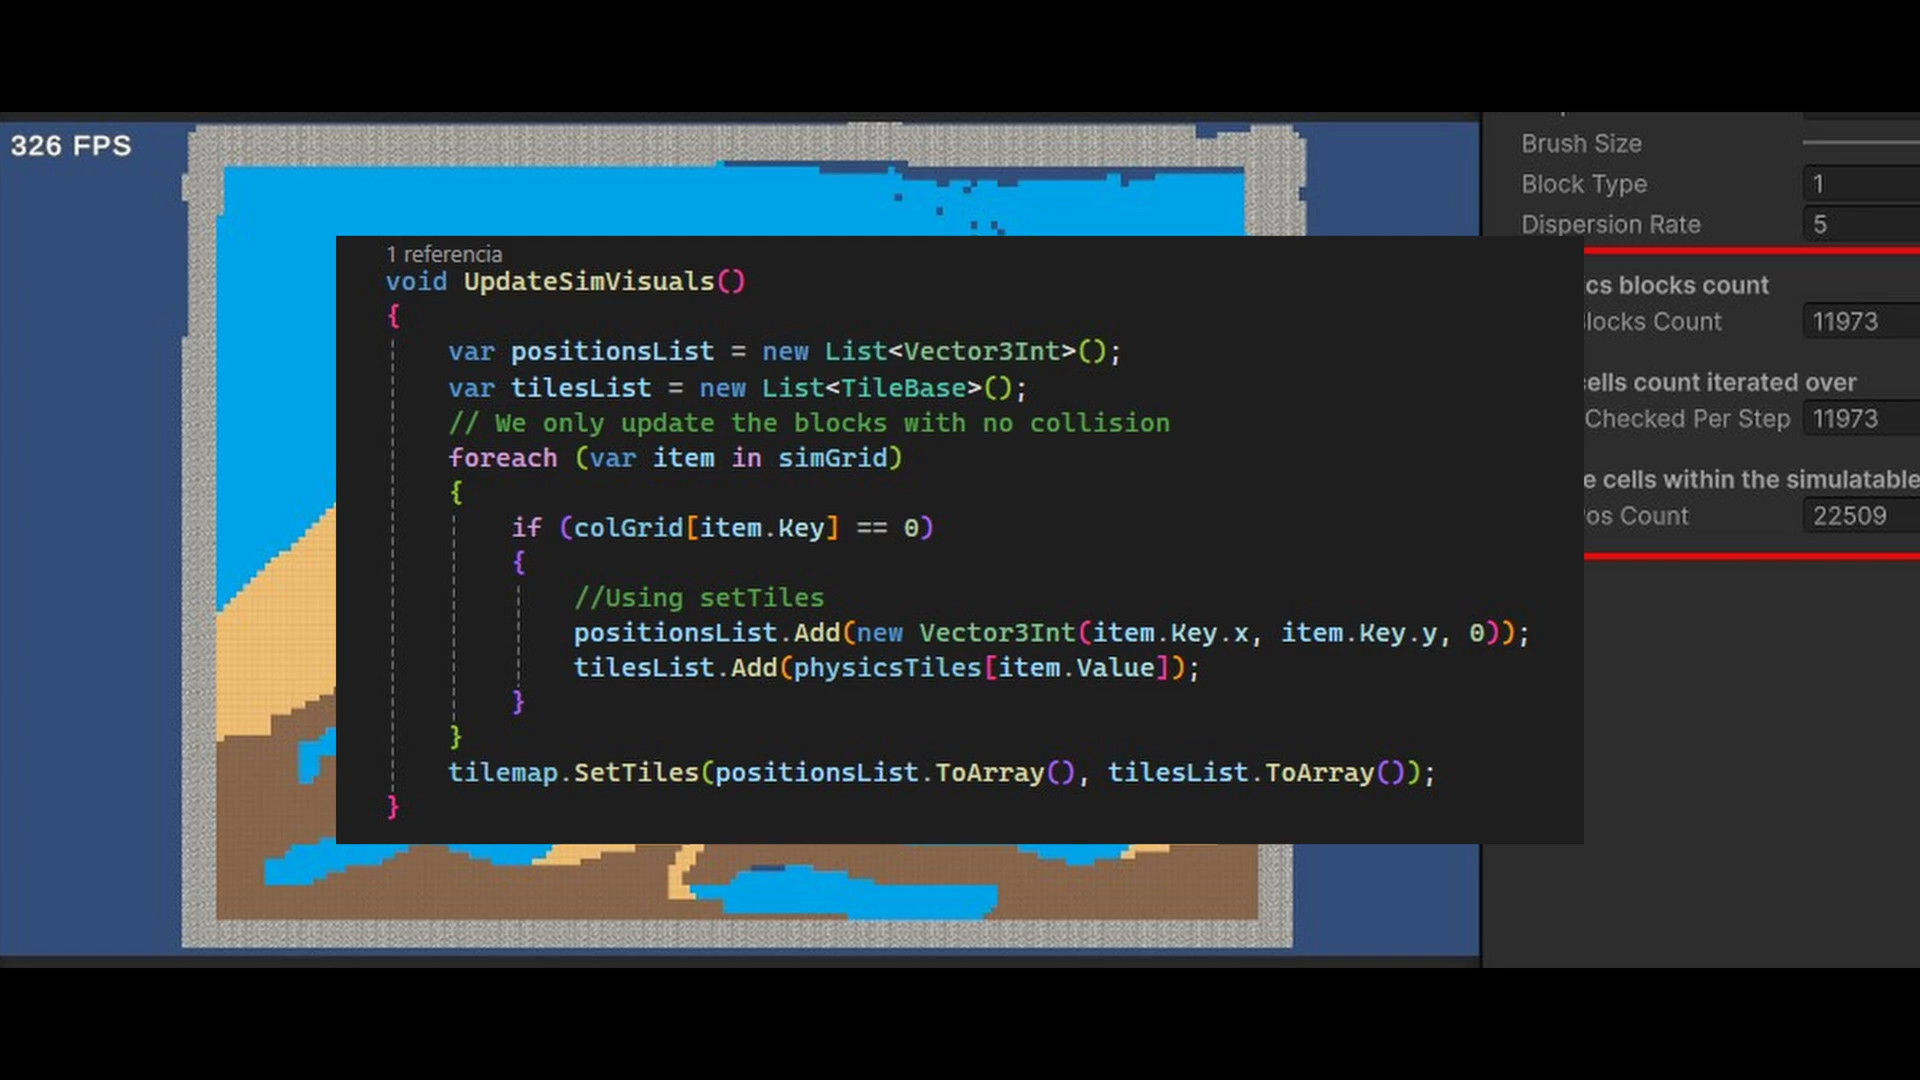 326 FPS
Brush Size
Block Type 1
Dispersion Rate 5
cs blocks count
locks Count 11973
ells count iterated over
Checked Per Step 11973
e cells within the simulatable
os Count 22509
1 referencia
void UpdateSimVisuals()
{
var positionsList = new List<Vector3Int>();
var tilesList = new List<TileBase>();
// We only update the blocks with no collision
foreach (var item in simGrid)
{
if (colGrid[item.Key] == 0)
{
//Using setTiles
positionsList.Add(new Vector3Int(item.Key.x, item.Key.y, 0));
tilesList.Add(physicsTiles[item.Value]);
}
}
tilemap.SetTiles(positionsList.ToArray(), tilesList.ToArray());
}